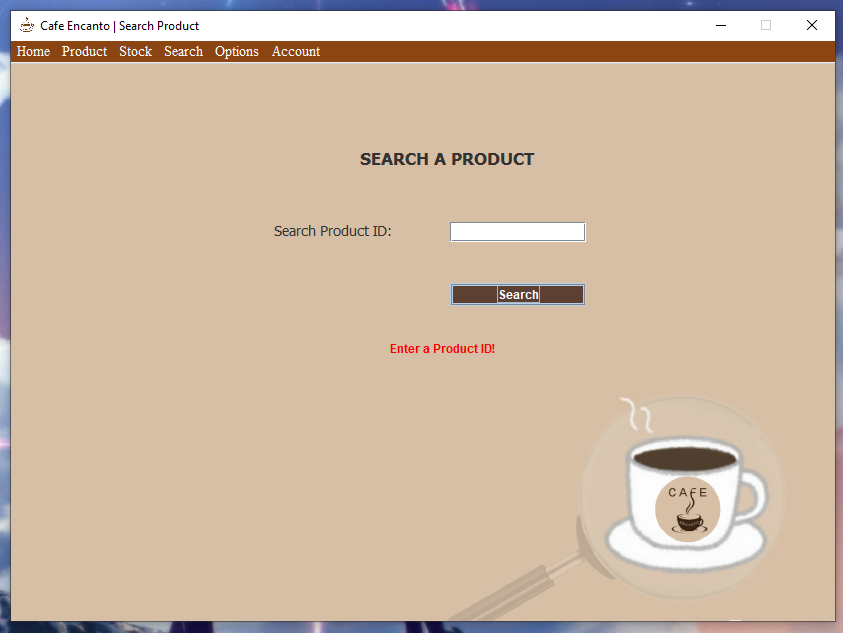 Cafe Encanto | Search Product
Home Product Stock Search Options Account
SEARCH A PRODUCT
Search Product ID:
Search
Enter a Product ID!
CAFE
ENCANTO